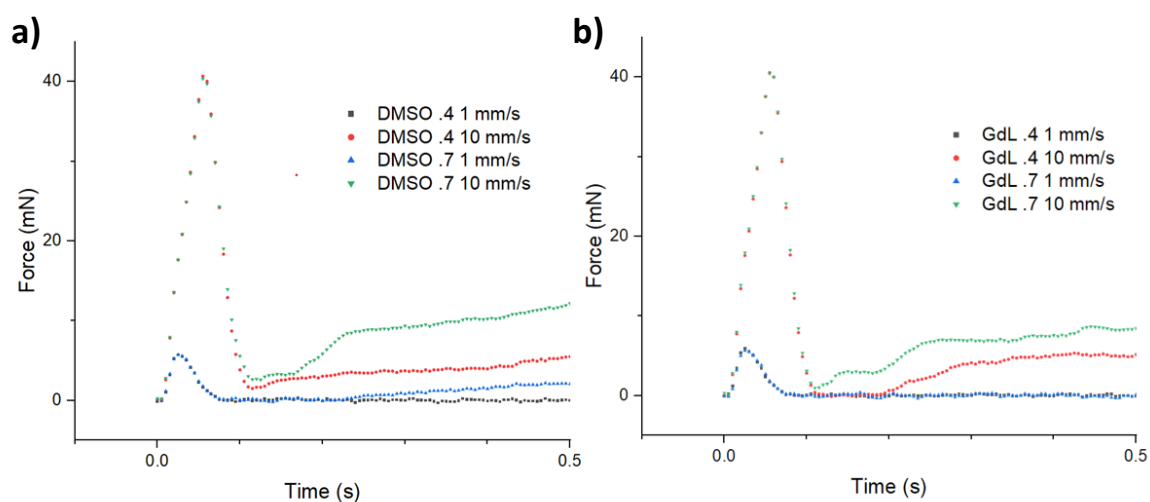 a)
40
20
0
Force (mN)
0.0
0.5
Time (s)
DMSO .4 1 mm/s
DMSO .4 10 mm/s
DMSO .7 1 mm/s
DMSO .7 10 mm/s
b)
40
20
0
Force (mN)
0.0
0.5
Time (s)
GdL .4 1 mm/s
GdL .4 10 mm/s
GdL .7 1 mm/s
GdL .7 10 mm/s